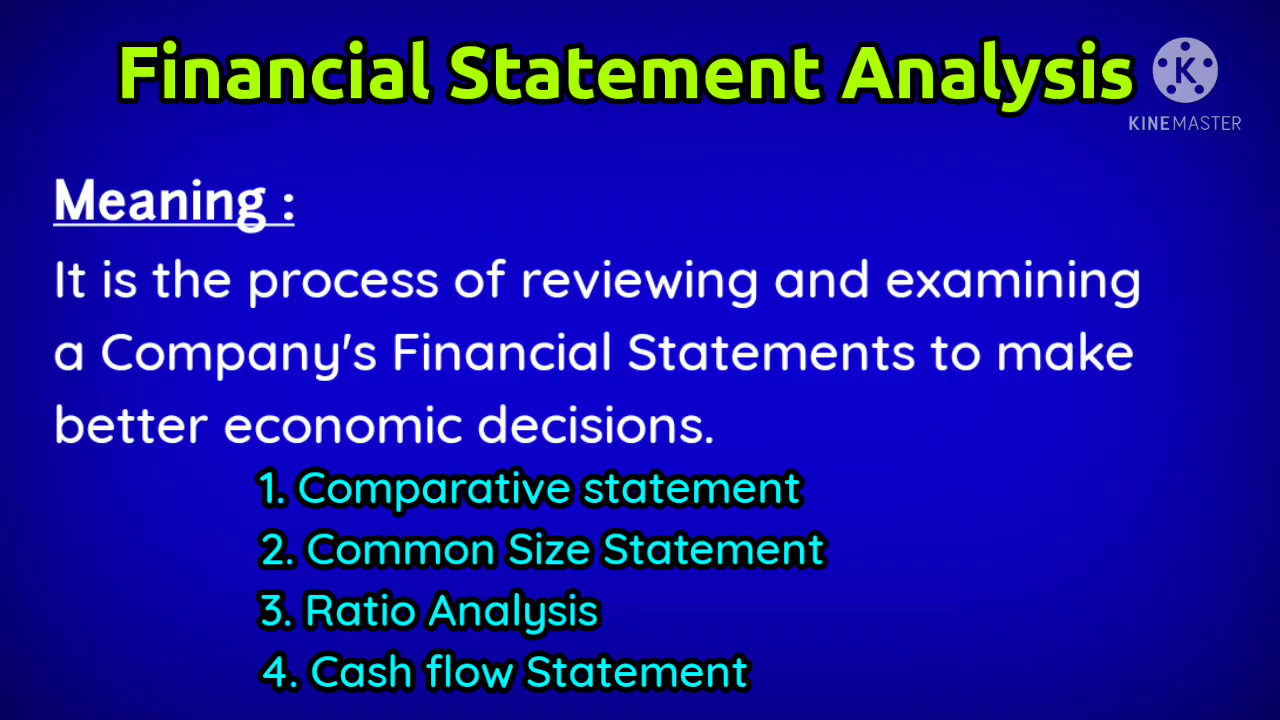 Financial Statement Analysis
K
KINEMASTER
Meaning :
It is the process of reviewing and examining
a Company's Financial Statements to make
better economic decisions.
1. Comparative statement
2. Common Size Statement
3. Ratio Analysis
4. Cash flow Statement